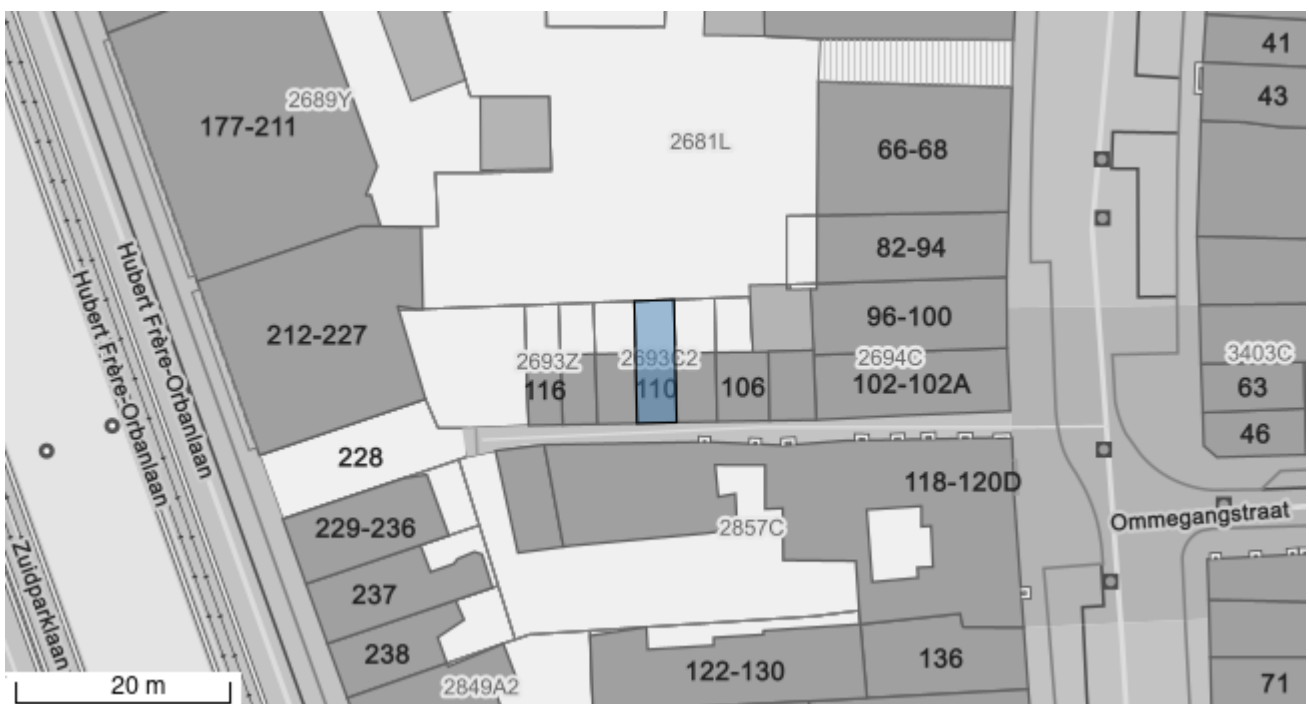 41
43
2689Y
177-211
2681L
66-68
82-94
Hubert Frère-Orbanlaan
Hubert Frère-Orbanlaan
212-227
96-100
2693Z
2693C2
2694C
3403C
116
110
106
102-102A
63
46
228
118-120D
229-236
2857C
Ommegangstraat
Zuidparklaan
237
238
122-130
136
71
2849A2
20 m